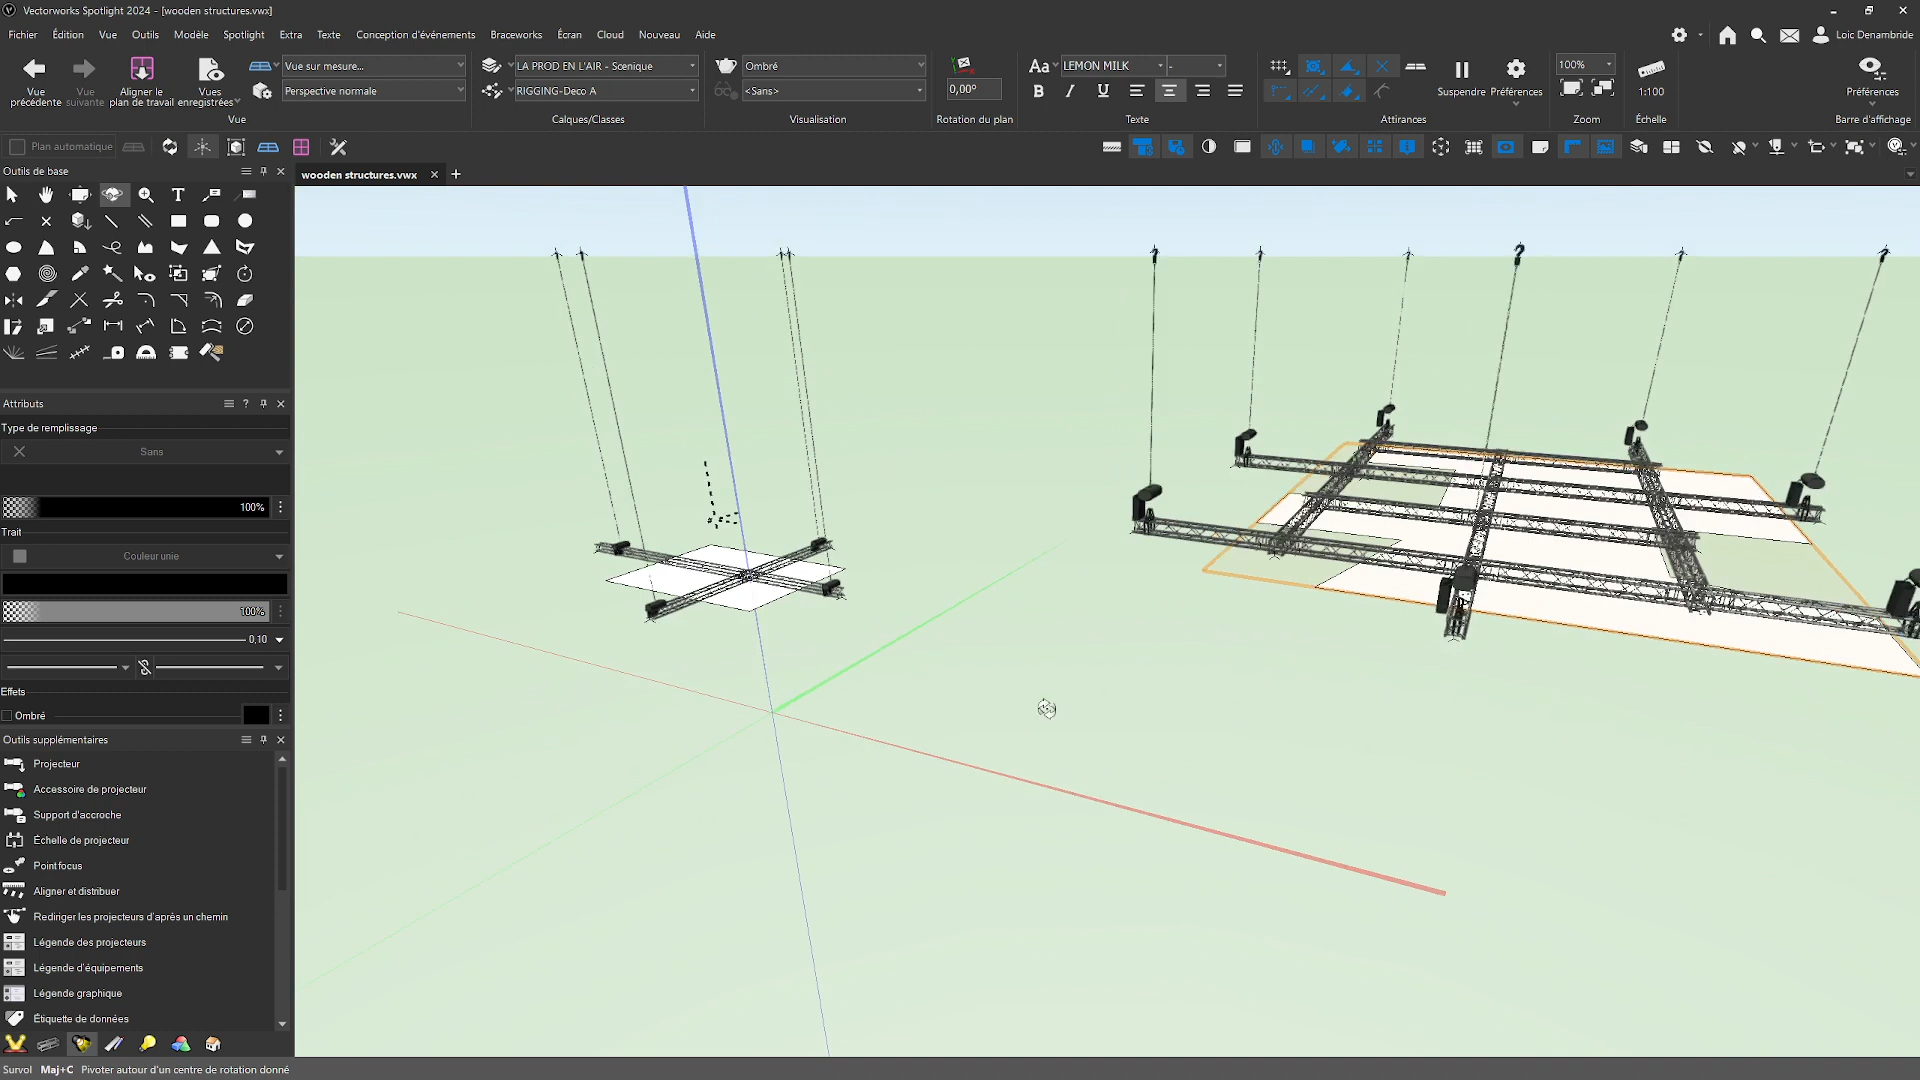 Vectorworks Spotlight 2024 - [wooden structures.vwx]
Fichier Édition Vue Outils Modèle Spotlight Extra Texte Conception d'événements Braceworks Écran Cloud Nouveau Aide
Loic Denambride
Vue précédente
Vue suivante
Aligner le plan de travail
Vues enregistrées
Vue sur mesure...
Perspective normale
Vue
LA PROD EN L'AIR - Scenique
RIGGING-Deco A
Calques/Classes
Ombré
<Sans>
Visualisation
0,00°
Rotation du plan
Aa
LEMON MILK
-
B I U
Texte
Attirances
Suspendre
Préférences
100%
Zoom
1:100
Échelle
Préférences
Barre d'affichage
Plan automatique
Outils de base
wooden structures.vwx
Attributs
Type de remplissage
Sans
100%
Trait
Couleur unie
100%
0,10
Effets
Ombré
Outils supplémentaires
Projecteur
Accessoire de projecteur
Support d'accroche
Échelle de projecteur
Point focus
Aligner et distribuer
Rediriger les projecteurs d'après un chemin
Légende des projecteurs
Légende d'équipements
Légende graphique
Étiquette de données
Survol Maj+C Pivoter autour d'un centre de rotation donné